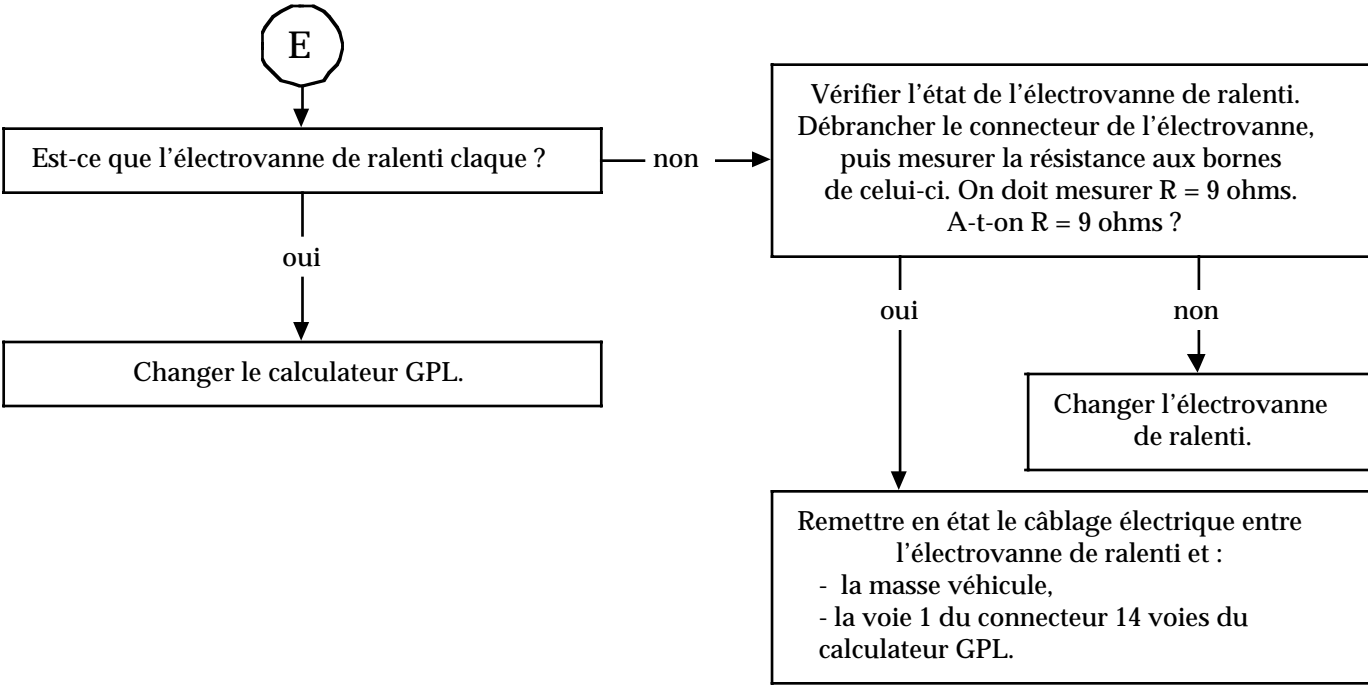 E
Est-ce que l'électrovanne de ralenti claque ?
non
Vérifier l'état de l'électrovanne de ralenti.
Débrancher le connecteur de l'électrovanne,
puis mesurer la résistance aux bornes
de celui-ci. On doit mesurer R = 9 ohms.
A-t-on R = 9 ohms ?
oui
Changer le calculateur GPL.
oui
non
Changer l'électrovanne
de ralenti.
Remettre en état le câblage électrique entre
l'électrovanne de ralenti et :
- la masse véhicule,
- la voie 1 du connecteur 14 voies du
calculateur GPL.